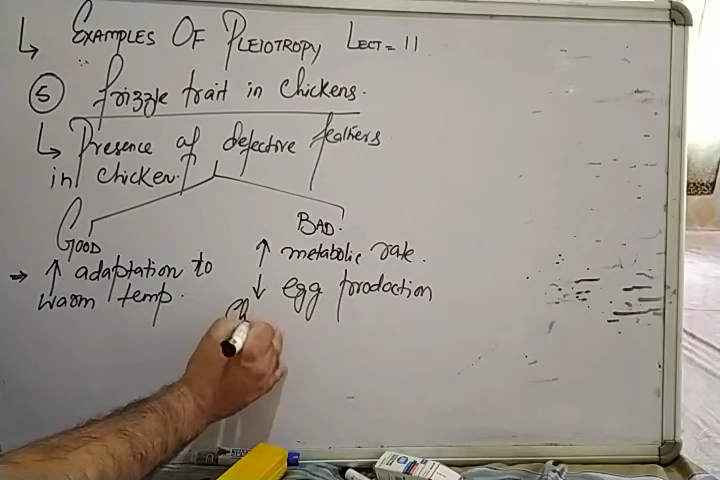 ↳ EXAMPLES OF PLEIOTROPY LECT = 11
⑤ frizzle trait in Chickens.
↳ Presence of defective feathers
in chicken.
GOOD
⇒ ↑ adaptation to
warm temp.
BAD.
↑ metabolic rate.
↓ egg production